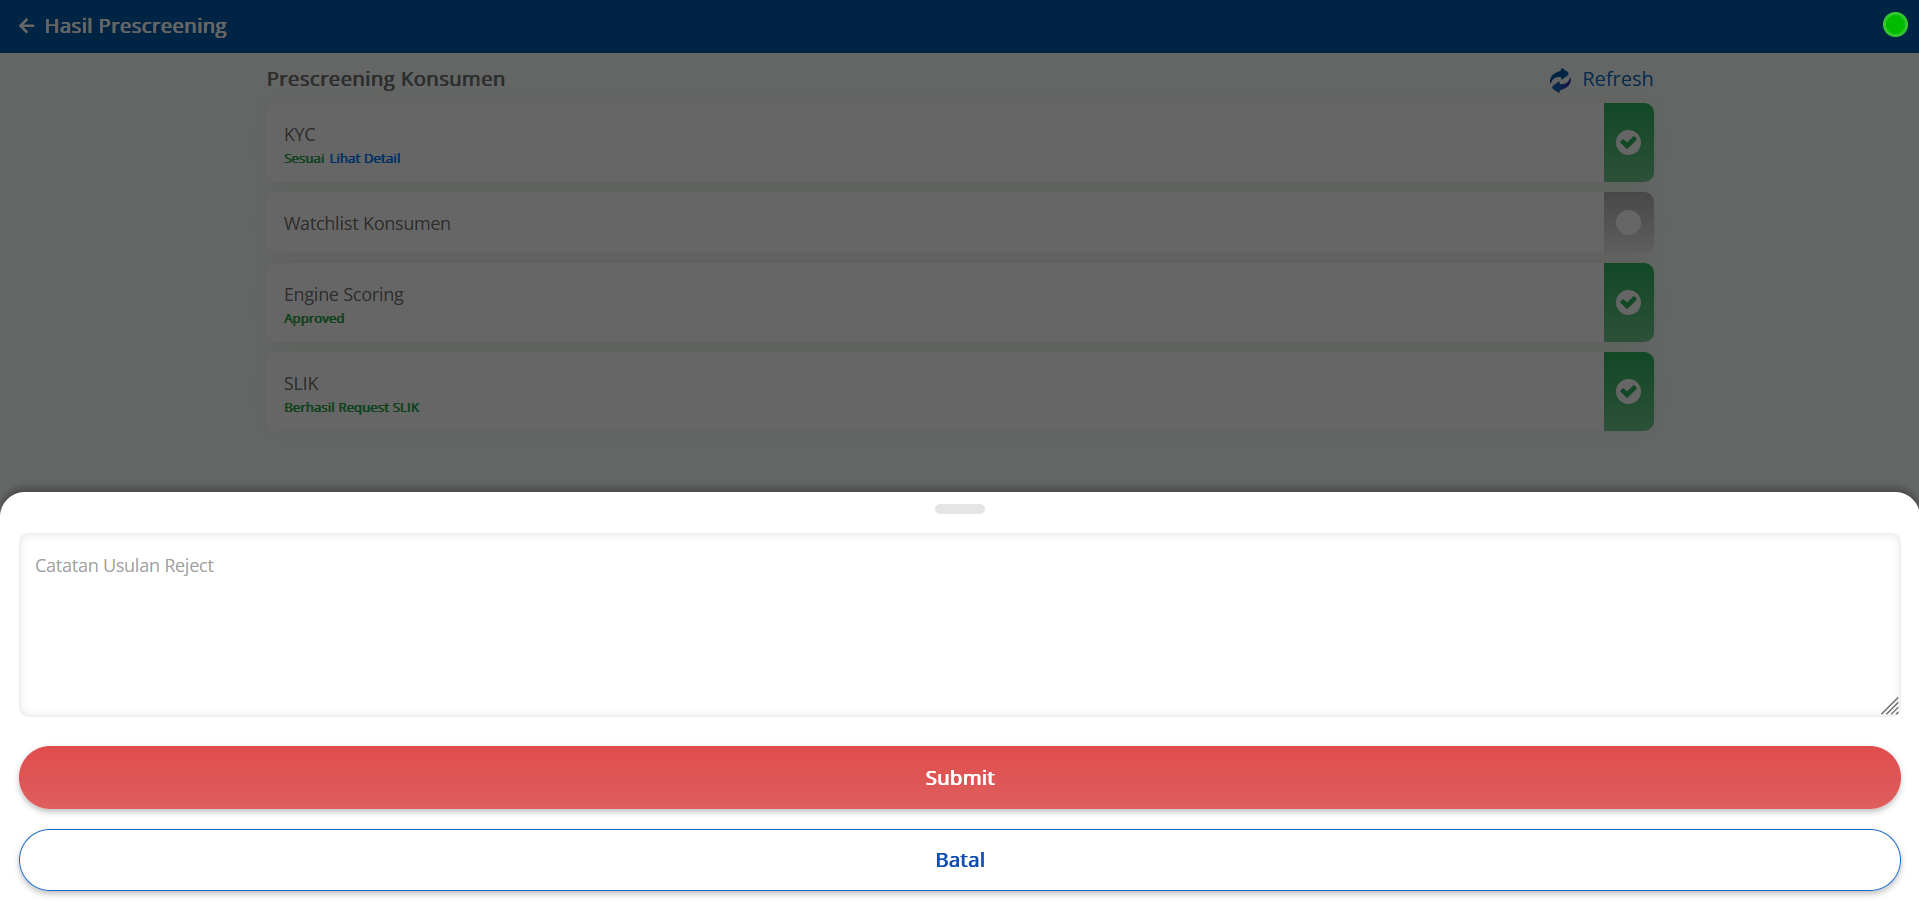 Hasil Prescreening
Prescreening Konsumen
Refresh
KYC
Sesuai Lihat Detail
Watchlist Konsumen
Engine Scoring
Approved
SLIK
Berhasil Request SLIK
Catatan Usulan Reject
Submit
Batal